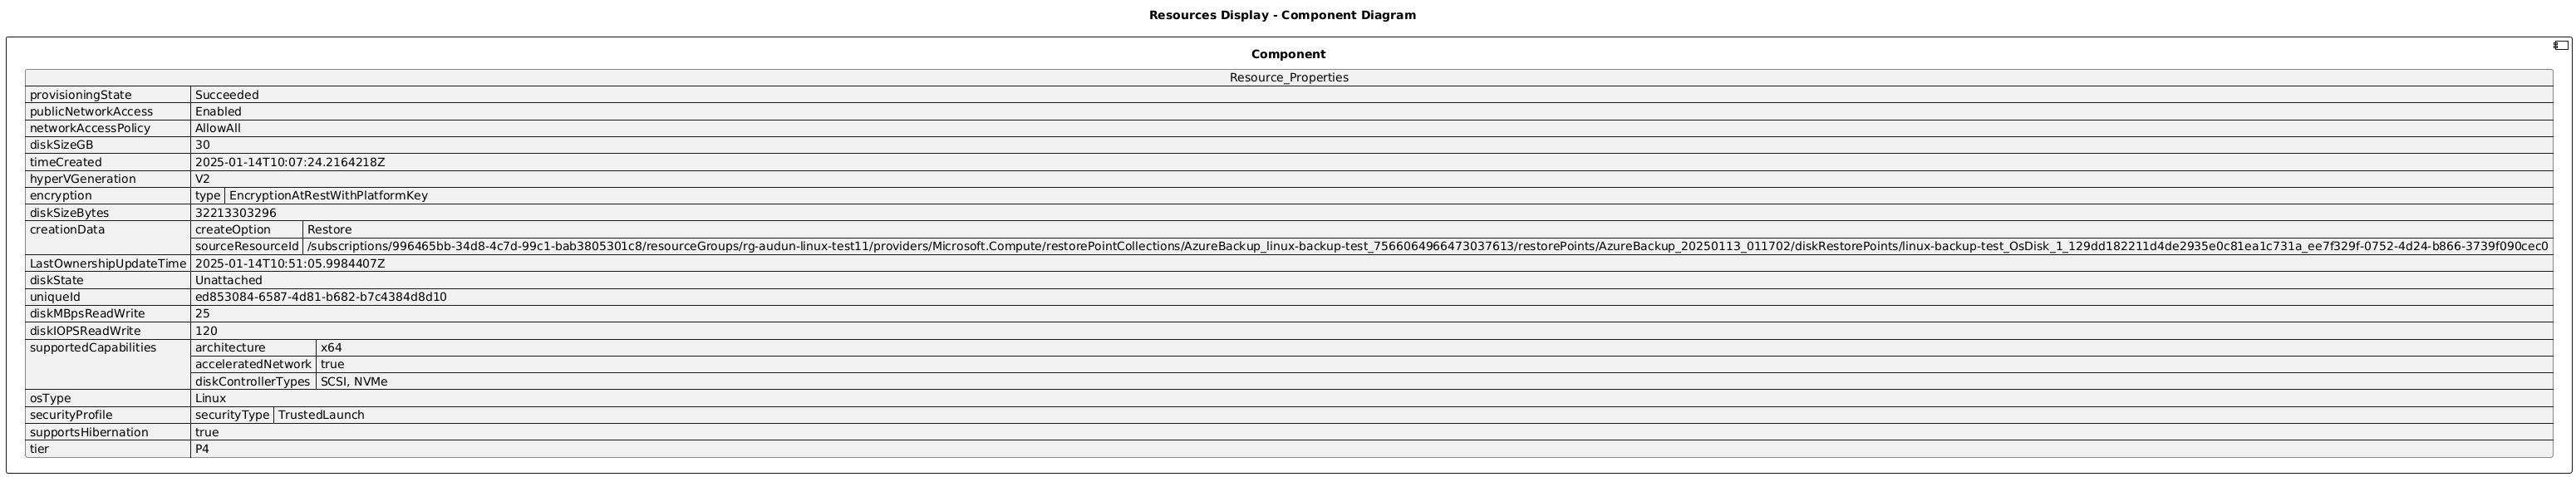 Resources Display - Component Diagram
Component
Resource_Properties
provisioningState Succeeded
publicNetworkAccess Enabled
networkAccessPolicy AllowAll
diskSizeGB 30
timeCreated 2025-01-14T10:07:24.2164218Z
hyperVGeneration V2
encryption type EncryptionAtRestWithPlatformKey
diskSizeBytes 32213303296
creationData createOption Restore
sourceResourceId /subscriptions/996465bb-34d8-4c7d-99c1-bab3805301c8/resourceGroups/rg-audun-linux-test11/providers/Microsoft.Compute/restorePointCollections/AzureBackup_linux-backup-test_7566064966473037613/restorePoints/AzureBackup_20250113_011702/diskRestorePoints/linux-backup-test_OsDisk_1_129dd182211d4de2935e0c81ea1c731a_ee7f329f-0752-4d24-b866-3739f090cec0
LastOwnershipUpdateTime 2025-01-14T10:51:05.9984407Z
diskState Unattached
uniqueId ed853084-6587-4d81-b682-b7c4384d8d10
diskMBpsReadWrite 25
diskIOPSReadWrite 120
supportedCapabilities architecture x64
acceleratedNetwork true
diskControllerTypes SCSI, NVMe
osType Linux
securityProfile securityType TrustedLaunch
supportsHibernation true
tier P4